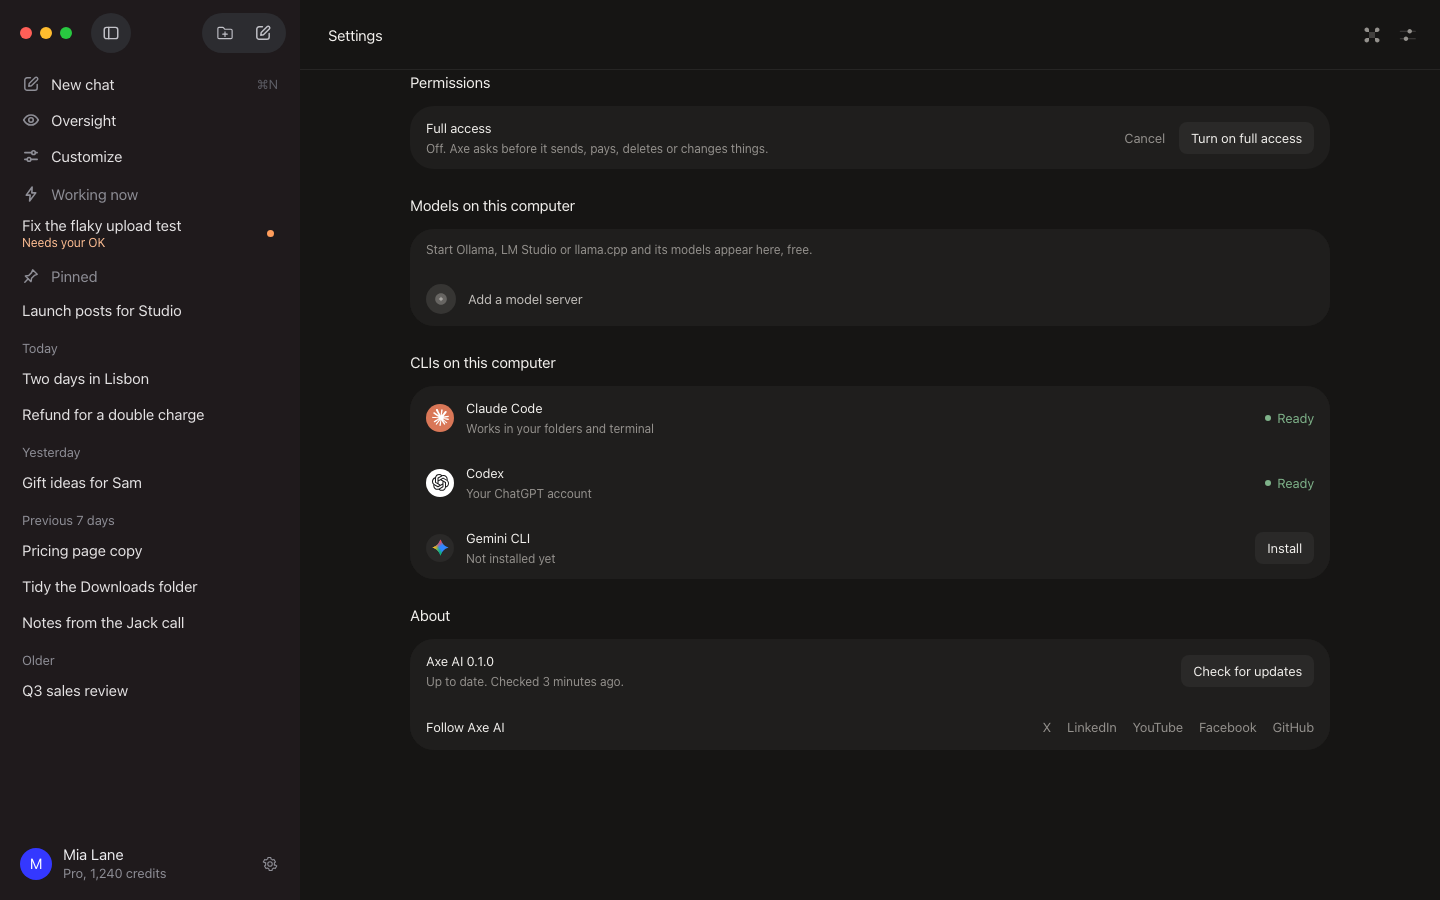 Settings
New chat
⌘N
Oversight
Customize
Working now
Fix the flaky upload test
Needs your OK
Pinned
Launch posts for Studio
Today
Two days in Lisbon
Refund for a double charge
Yesterday
Gift ideas for Sam
Previous 7 days
Pricing page copy
Tidy the Downloads folder
Notes from the Jack call
Older
Q3 sales review
M
Mia Lane
Pro, 1,240 credits
Permissions
Full access
Off. Axe asks before it sends, pays, deletes or changes things.
Cancel
Turn on full access
Models on this computer
Start Ollama, LM Studio or llama.cpp and its models appear here, free.
Add a model server
CLIs on this computer
Claude Code
Works in your folders and terminal
Ready
Codex
Your ChatGPT account
Ready
Gemini CLI
Not installed yet
Install
About
Axe AI 0.1.0
Up to date. Checked 3 minutes ago.
Check for updates
Follow Axe AI
X LinkedIn YouTube Facebook GitHub